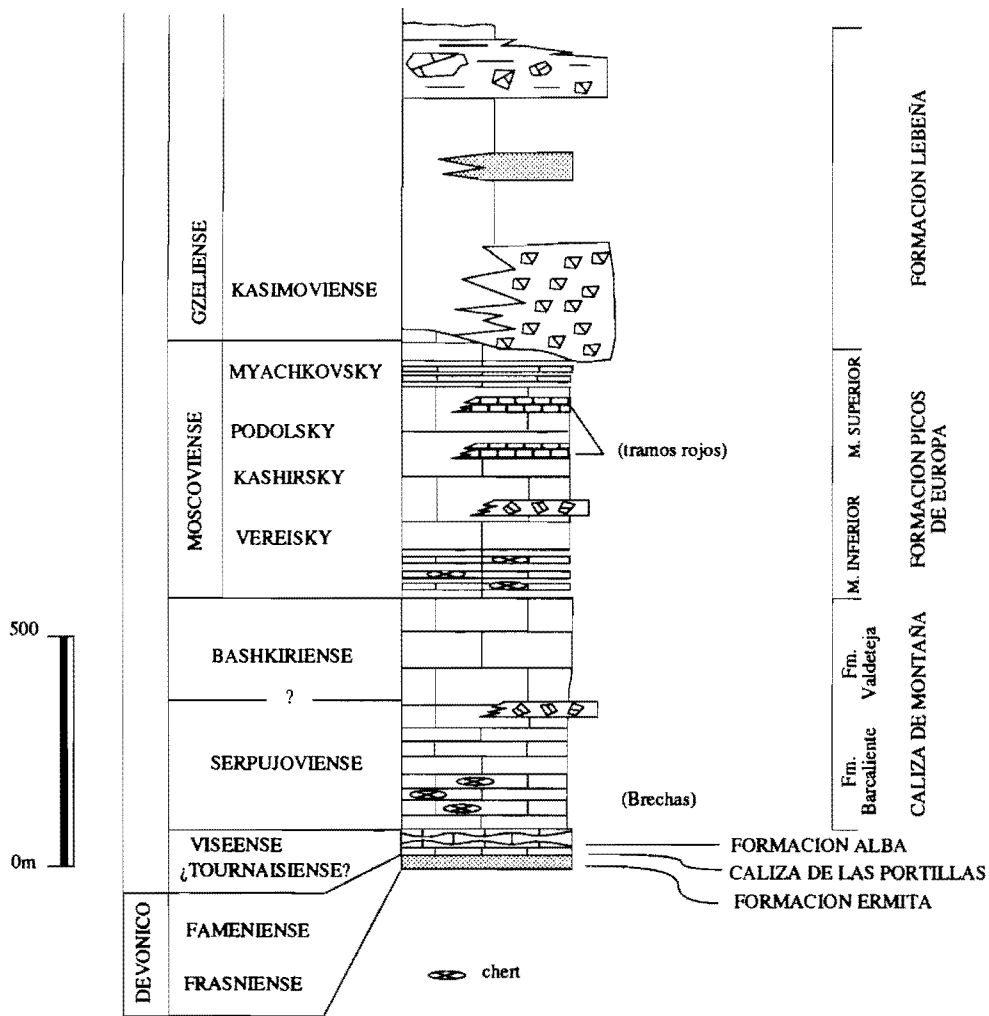 GZELIENSE
KASIMOVIENSE
MOSCOVIENSE
MYACHKOVSKY
PODOLSKY
KASHIRSKY
VEREISKY
(tramos rojos)
BASHKIRIENSE
?
SERPUJOVIENSE
(Brechas)
VISEENSE
¿TOURNAISIENSE?
DEVONICO
FAMENIENSE
FRASNIENSE
chert
500
0m
FORMACION LEBEÑA
M. SUPERIOR
M. INFERIOR
FORMACION PICOS
DE EUROPA
Fm.
Valdeteja
Fm.
Barcaliente
CALIZA DE MONTAÑA
FORMACION ALBA
CALIZA DE LAS PORTILLAS
FORMACION ERMITA